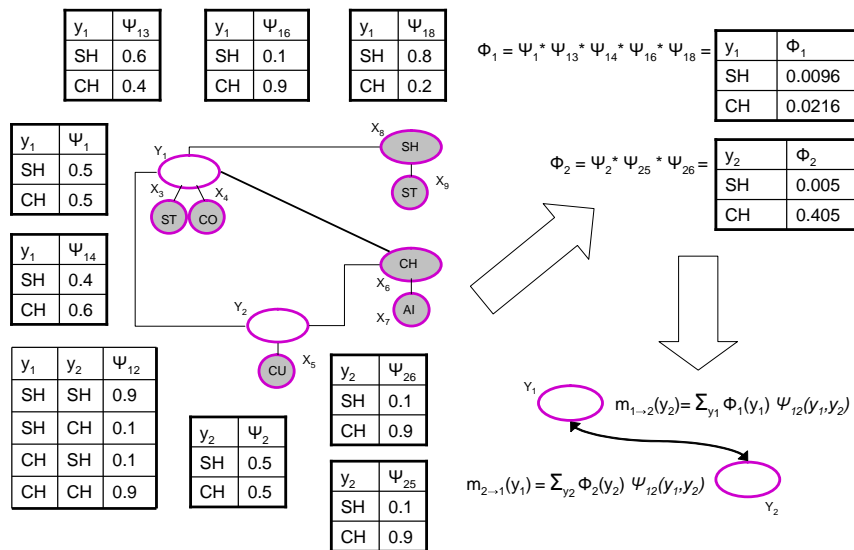 y₁ Ψ₁₃
SH 0.6
CH 0.4
y₁ Ψ₁₆
SH 0.1
CH 0.9
y₁ Ψ₁₈
SH 0.8
CH 0.2
Φ₁ = Ψ₁* Ψ₁₃* Ψ₁₄* Ψ₁₆* Ψ₁₈ =
y₁ Φ₁
SH 0.0096
CH 0.0216
y₁ Ψ₁
SH 0.5
CH 0.5
Y₁
X₃ X₄
ST CO
X₈
SH
ST X₉
Φ₂ = Ψ₂* Ψ₂₅ * Ψ₂₆ =
y₂ Φ₂
SH 0.005
CH 0.405
y₁ Ψ₁₄
SH 0.4
CH 0.6
CH
X₆
X₇ AI
Y₂
CU X₅
y₁ y₂ Ψ₁₂
SH SH 0.9
SH CH 0.1
CH SH 0.1
CH CH 0.9
y₂ Ψ₂
SH 0.5
CH 0.5
y₂ Ψ₂₆
SH 0.1
CH 0.9
y₂ Ψ₂₅
SH 0.1
CH 0.9
Y₁
m₁→₂(y₂)= Σy₁ Φ₁(y₁) Ψ₁₂(y₁,y₂)
m₂→₁(y₁) = Σy₂ Φ₂(y₂) Ψ₁₂(y₁,y₂)
Y₂